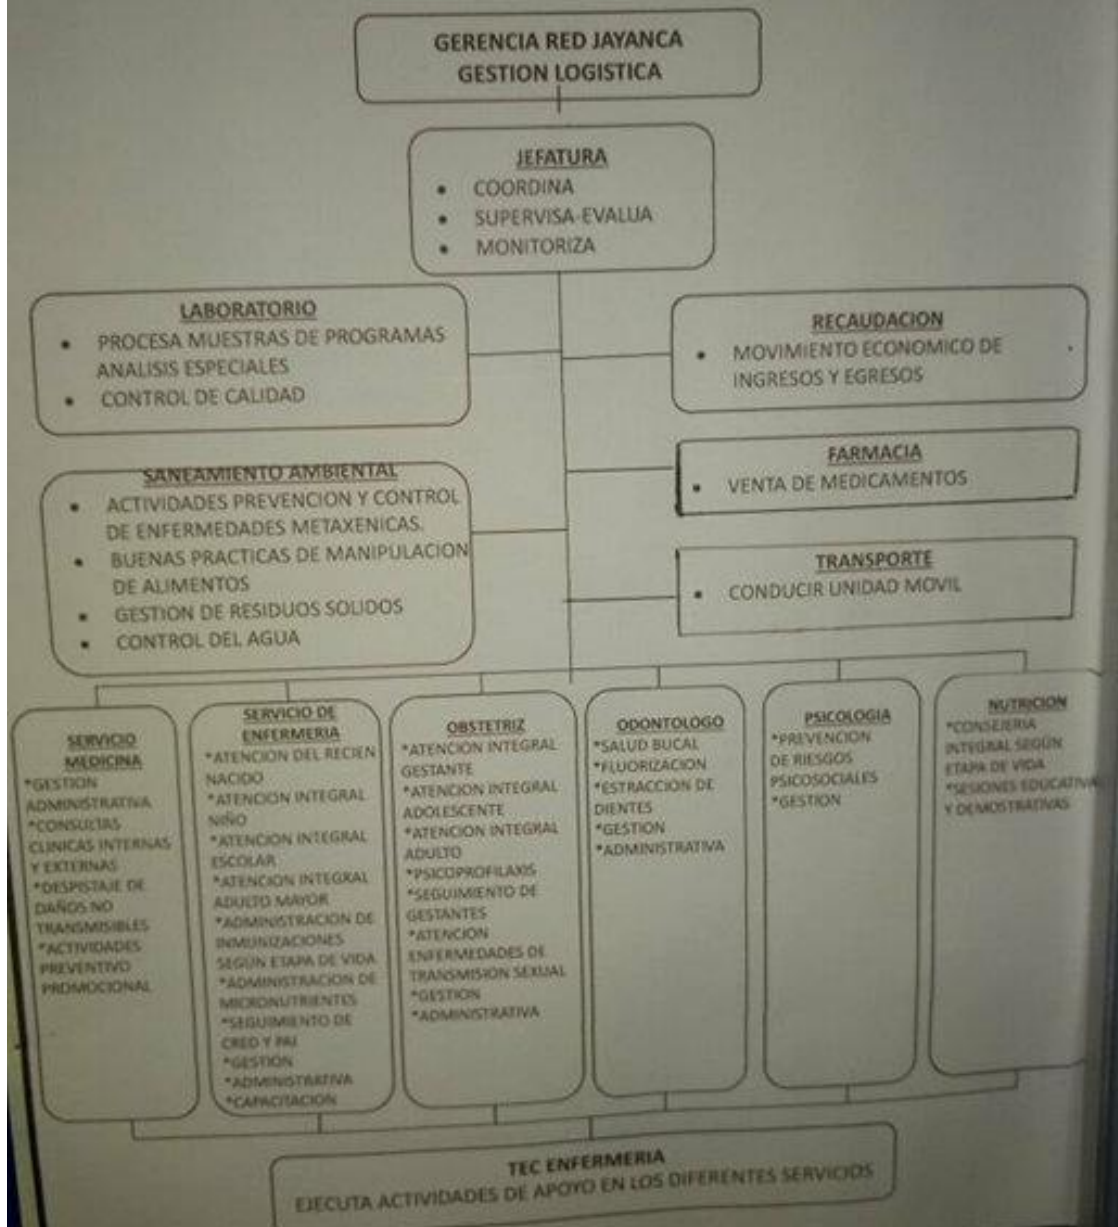 GERENCIA RED JAYANCA
GESTION LOGISTICA
JEFATURA
• COORDINA
• SUPERVISA-EVALUA
• MONITORIZA
LABORATORIO
• PROCESA MUESTRAS DE PROGRAMAS
ANALISIS ESPECIALES
• CONTROL DE CALIDAD
RECAUDACION
• MOVIMIENTO ECONOMICO DE
INGRESOS Y EGRESOS
SANEAMIENTO AMBIENTAL
• ACTIVIDADES PREVENCION Y CONTROL
DE ENFERMEDADES METAXENICAS.
• BUENAS PRACTICAS DE MANIPULACION
DE ALIMENTOS
• GESTION DE RESIDUOS SOLIDOS
• CONTROL DEL AGUA
FARMACIA
• VENTA DE MEDICAMENTOS
TRANSPORTE
• CONDUCIR UNIDAD MOVIL
SERVICIO
MEDICINA
*GESTION
ADMINISTRATIVA
*CONSULTAS
CLINICAS INTERNAS
Y EXTERNAS
*DESPISTAJE DE
DAÑOS NO
TRANSMISIBLES
*ACTIVIDADES
PREVENTIVO
PROMOCIONAL
SERVICIO DE
ENFERMERIA
*ATENCION DEL RECIEN
NACIDO
*ATENCION INTEGRAL
NIÑO
*ATENCION INTEGRAL
ESCOLAR
*ATENCION INTEGRAL
ADULTO MAYOR
*ADMINISTRACION DE
INMUNIZACIONES
SEGÚN ETAPA DE VIDA
*ADMINISTRACION DE
MICRONUTRIENTES
*SEGUIMIENTO DE
CRED Y PAI
*GESTION
*ADMINISTRATIVA
*CAPACITACION
OBSTETRIZ
*ATENCION INTEGRAL
GESTANTE
*ATENCION INTEGRAL
ADOLESCENTE
*ATENCION INTEGRAL
ADULTO
*PSICOPROFILAXIS
*SEGUIMIENTO DE
GESTANTES
*ATENCION
ENFERMEDADES DE
TRANSMISION SEXUAL
*GESTION
*ADMINISTRATIVA
ODONTOLOGO
*SALUD BUCAL
*FLUORIZACION
*ESTRACCION DE
DIENTES
*GESTION
*ADMINISTRATIVA
PSICOLOGIA
*PREVENCION
DE RIESGOS
PSICOSOCIALES
*GESTION
NUTRICION
*CONSEJERIA
INTEGRAL SEGÚN
ETAPA DE VIDA
*SESIONES EDUCATIVA
Y DEMOSTRATIVAS
TEC ENFERMERIA
EJECUTA ACTIVIDADES DE APOYO EN LOS DIFERENTES SERVICIOS